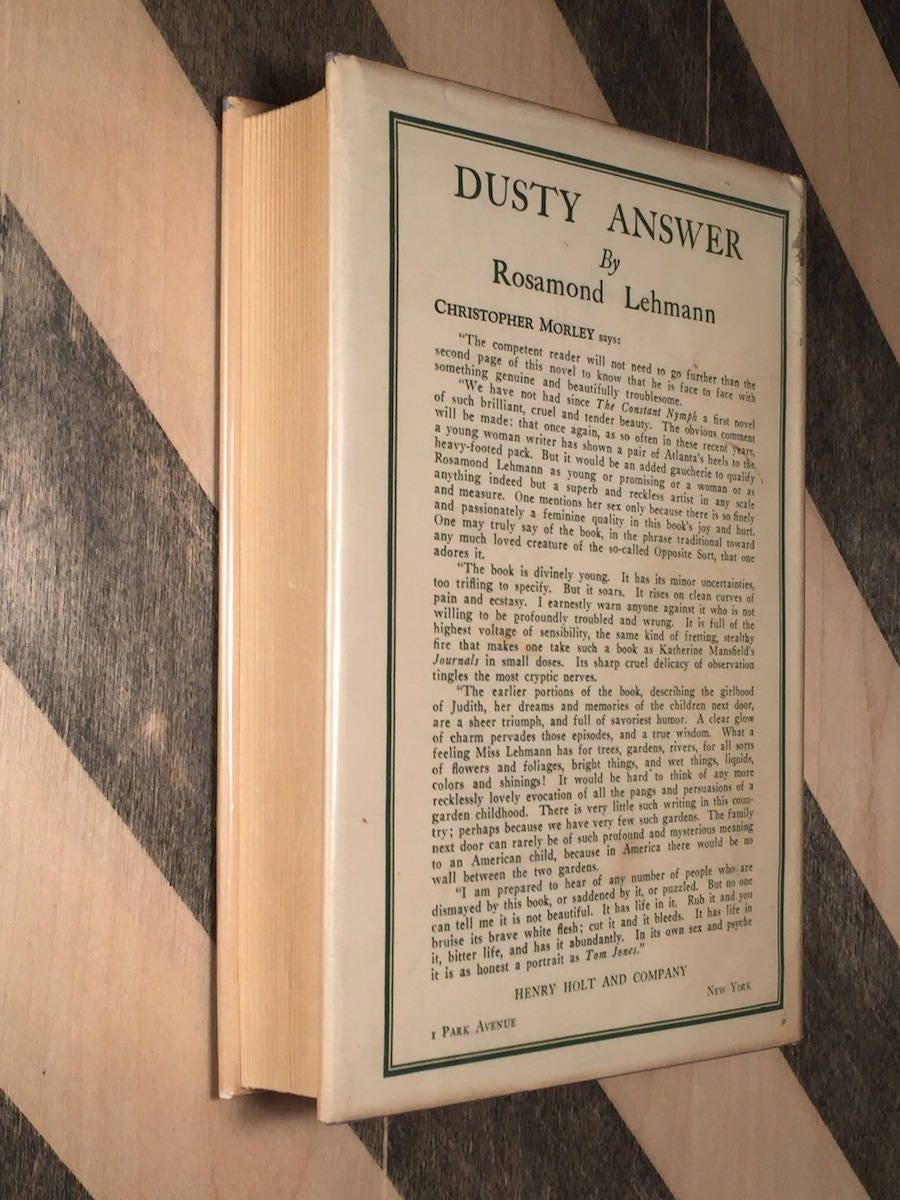 DUSTY ANSWER
By
Rosamond Lehmann
CHRISTOPHER MORLEY says:
"The competent reader will not need to go further than the
second page of this novel to know that he is face to face with
something genuine and beautifully troublesome.
"We have not had since The Constant Nymph a first novel
of such brilliant, cruel and tender beauty. The obvious comment
will be made: that once again, as so often in these recent years,
a young woman writer has shown a pair of Atlanta's heels to the
heavy-footed pack. But it would be an added gaucherie to qualify
Rosamond Lehmann as young or promising or a woman or as
anything indeed but a superb and reckless artist in any scale
and measure. One mentions her sex only because there is so finely
and passionately a feminine quality in this book's joy and hurt.
One may truly say of the book, in the phrase traditional toward
any much loved creature of the so-called Opposite Sort, that one
adores it.
"The book is divinely young. It has its minor uncertainties,
too trifling to specify. But it soars. It rises on clean curves of
pain and ecstasy. I earnestly warn anyone against it who is not
willing to be profoundly troubled and wrung. It is full of the
highest voltage of sensibility, the same kind of fretting, stealthy
fire that makes one take such a book as Katherine Mansfield's
Journals in small doses. Its sharp cruel delicacy of observation
tingles the most cryptic nerves.
"The earlier portions of the book, describing the girlhood
of Judith, her dreams and memories of the children next door,
are a sheer triumph, and full of savoriest humor. A clear glow
of charm pervades those episodes, and a true wisdom. What a
feeling Miss Lehmann has for trees, gardens, rivers, for all sorts
of flowers and foliages, bright things, and wet things, liquids,
colors and shinings! It would be hard to think of any more
recklessly lovely evocation of all the pangs and persuasions of a
garden childhood. There is very little such writing in this coun-
try; perhaps because we have very few such gardens. The family
next door can rarely be of such profound and mysterious meaning
to an American child, because in America there would be no
wall between the two gardens.
"I am prepared to hear of any number of people who are
dismayed by this book, or saddened by it, or puzzled. But no one
can tell me it is not beautiful. It has life in it. Rub it and you
bruise its brave white flesh; cut it and it bleeds. It has life in
it, bitter life, and has it abundantly. In its own sex and psyche
it is as honest a portrait as Tom Jones."
HENRY HOLT AND COMPANY
1 PARK AVENUE NEW YORK